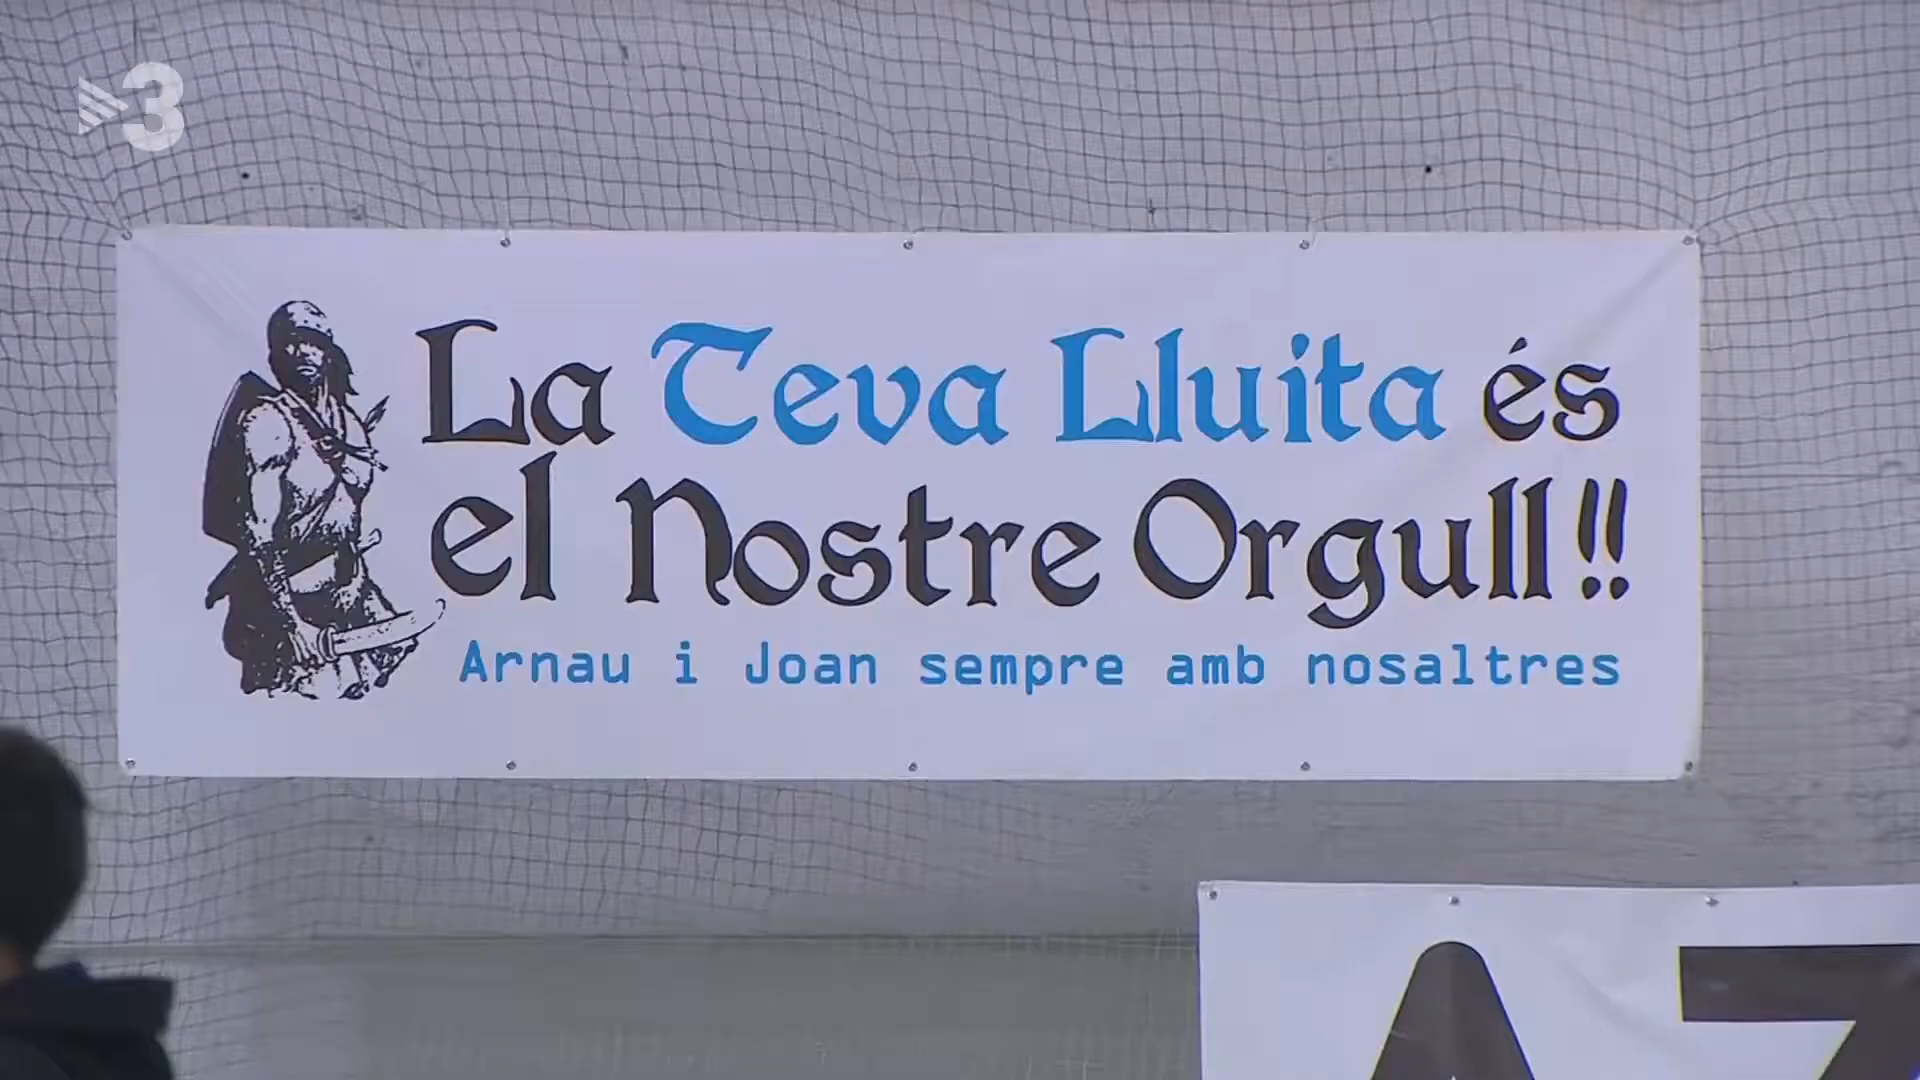 3
La Teva Lluita és
el Nostre Orgull!!
Arnau i Joan sempre amb nosaltres